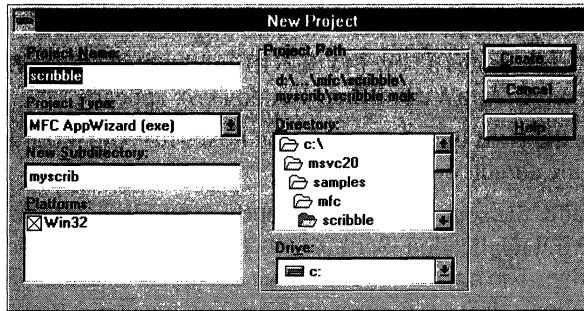 New Project
Project Name:
scribble
Project Type:
MFC AppWizard (exe)
New Subdirectory:
myscrib
Platforms:
Win32
Project Path
d:\...\mfc\scribble\
myscrib\scribble.mak
Directory:
c:\
msvc20
samples
mfc
scribble
Drive:
c:
Create...
Cancel
Help